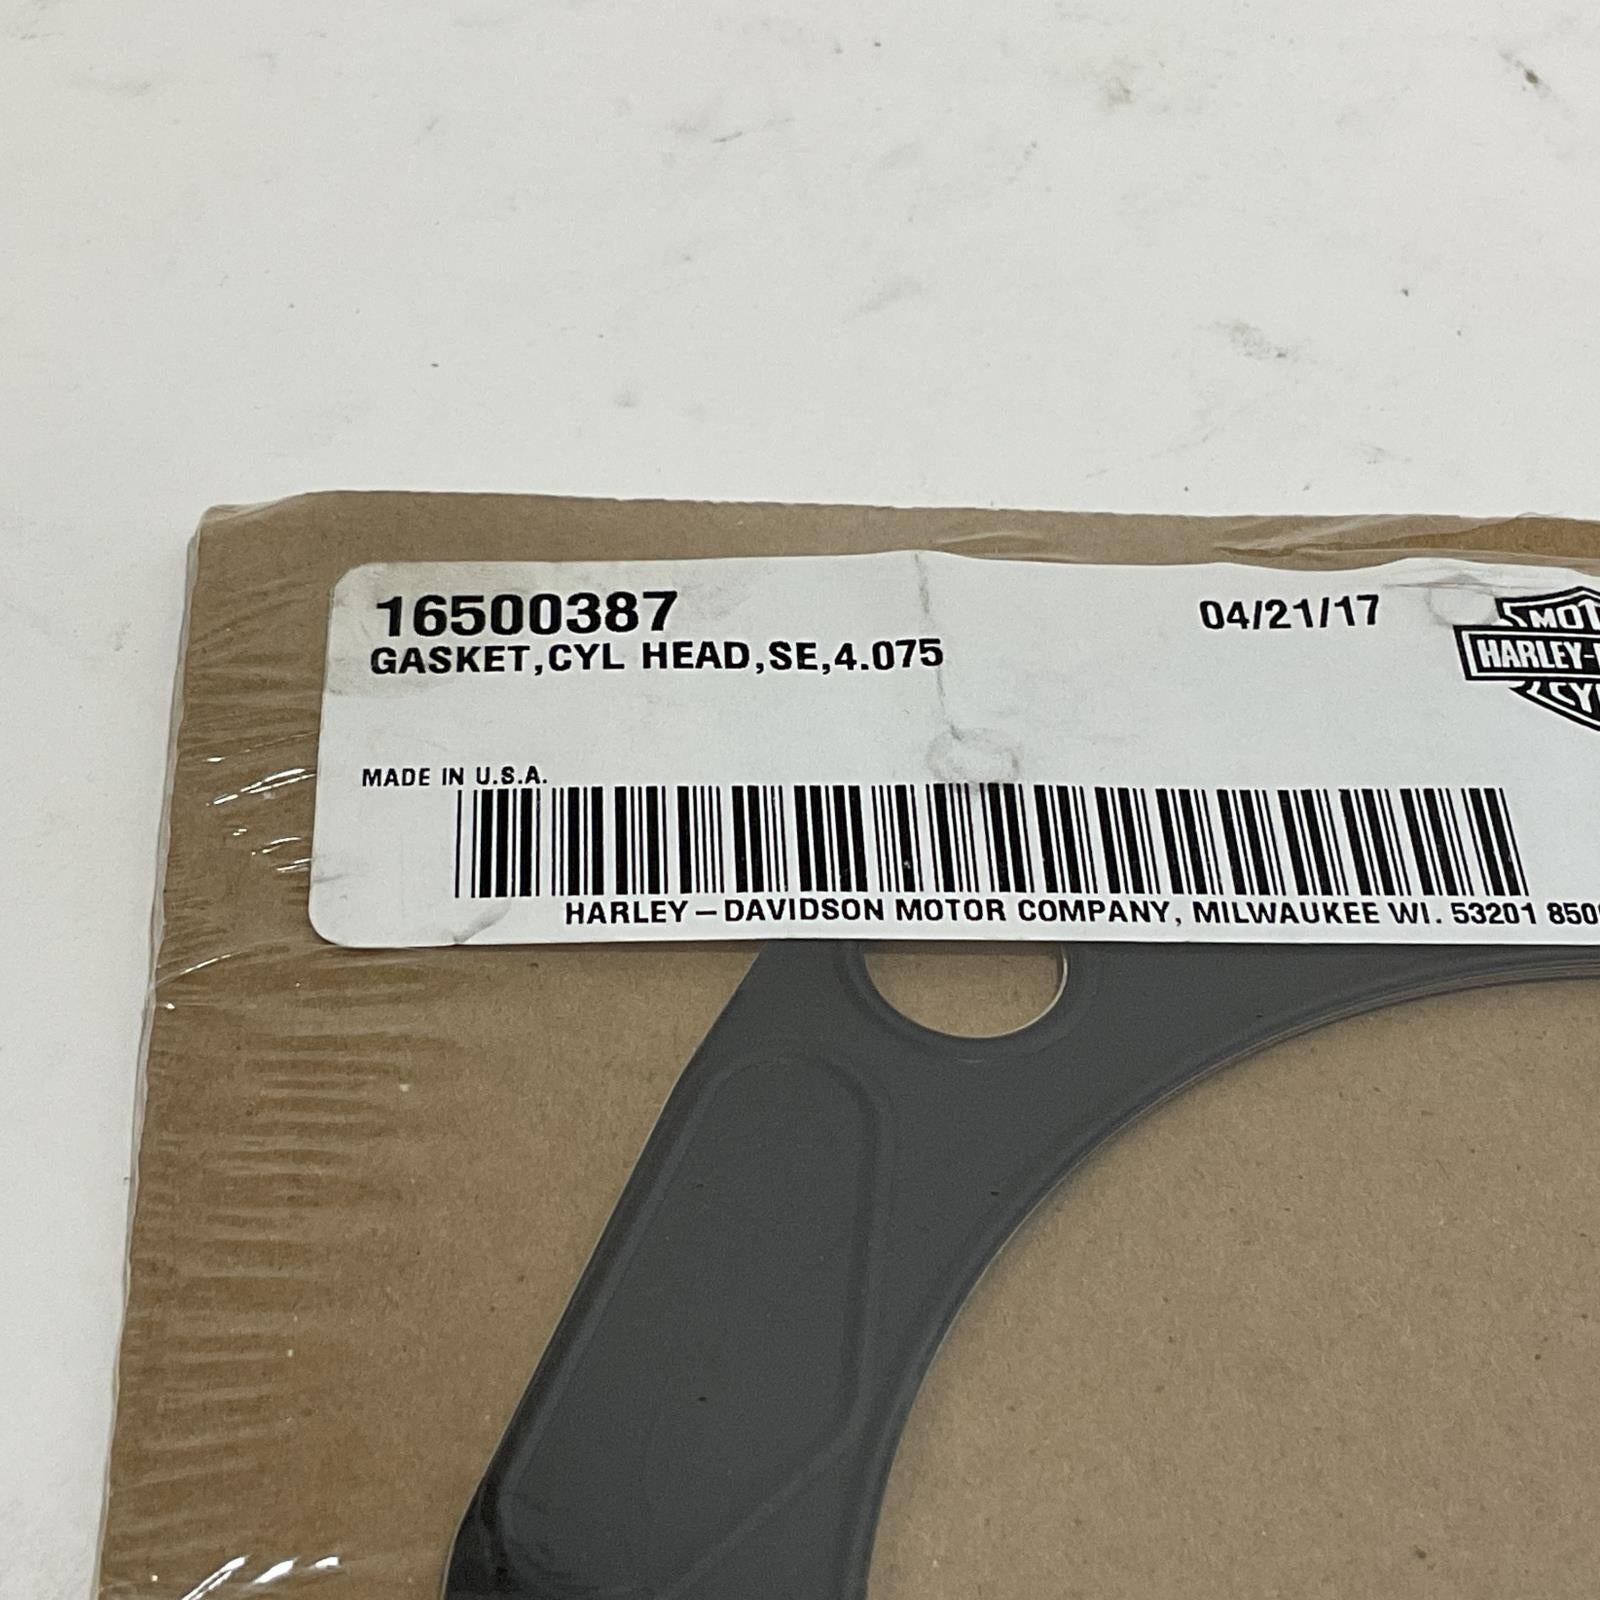 16500387
04/21/17
GASKET,CYL HEAD,SE,4.075
HARLEY-
MADE IN U.S.A.
HARLEY-DAVIDSON MOTOR COMPANY, MILWAUKEE WI. 53201